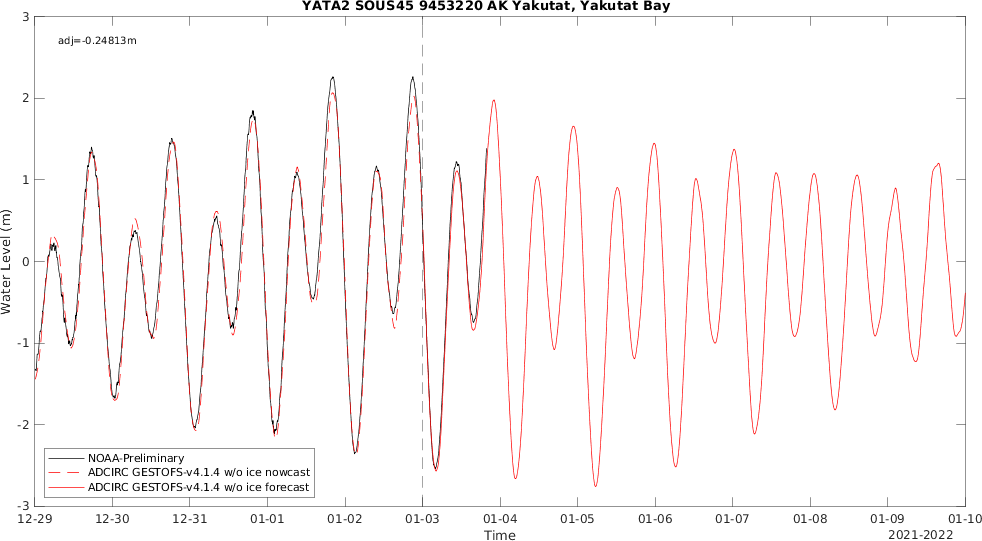 YATA2 SOUS45 9453220 AK Yakutat, Yakutat Bay
adj=-0.24813m
3
2
1
0
-1
-2
-3
Water Level (m)
NOAA-Preliminary
ADCIRC GESTOFS-v4.1.4 w/o ice nowcast
ADCIRC GESTOFS-v4.1.4 w/o ice forecast
12-29 12-30 12-31 01-01 01-02 01-03 01-04 01-05 01-06 01-07 01-08 01-09 01-10
Time
2021-2022